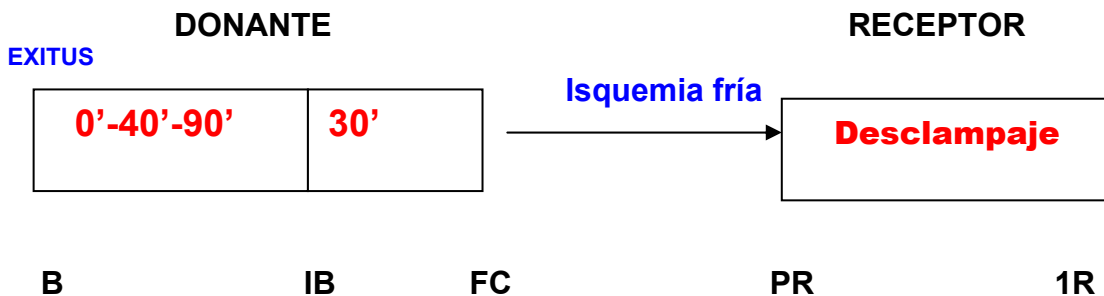 DONANTE RECEPTOR
EXITUS
Isquemia fría
0’-40’-90’ 30’ Desclampaje
B IB FC PR 1R